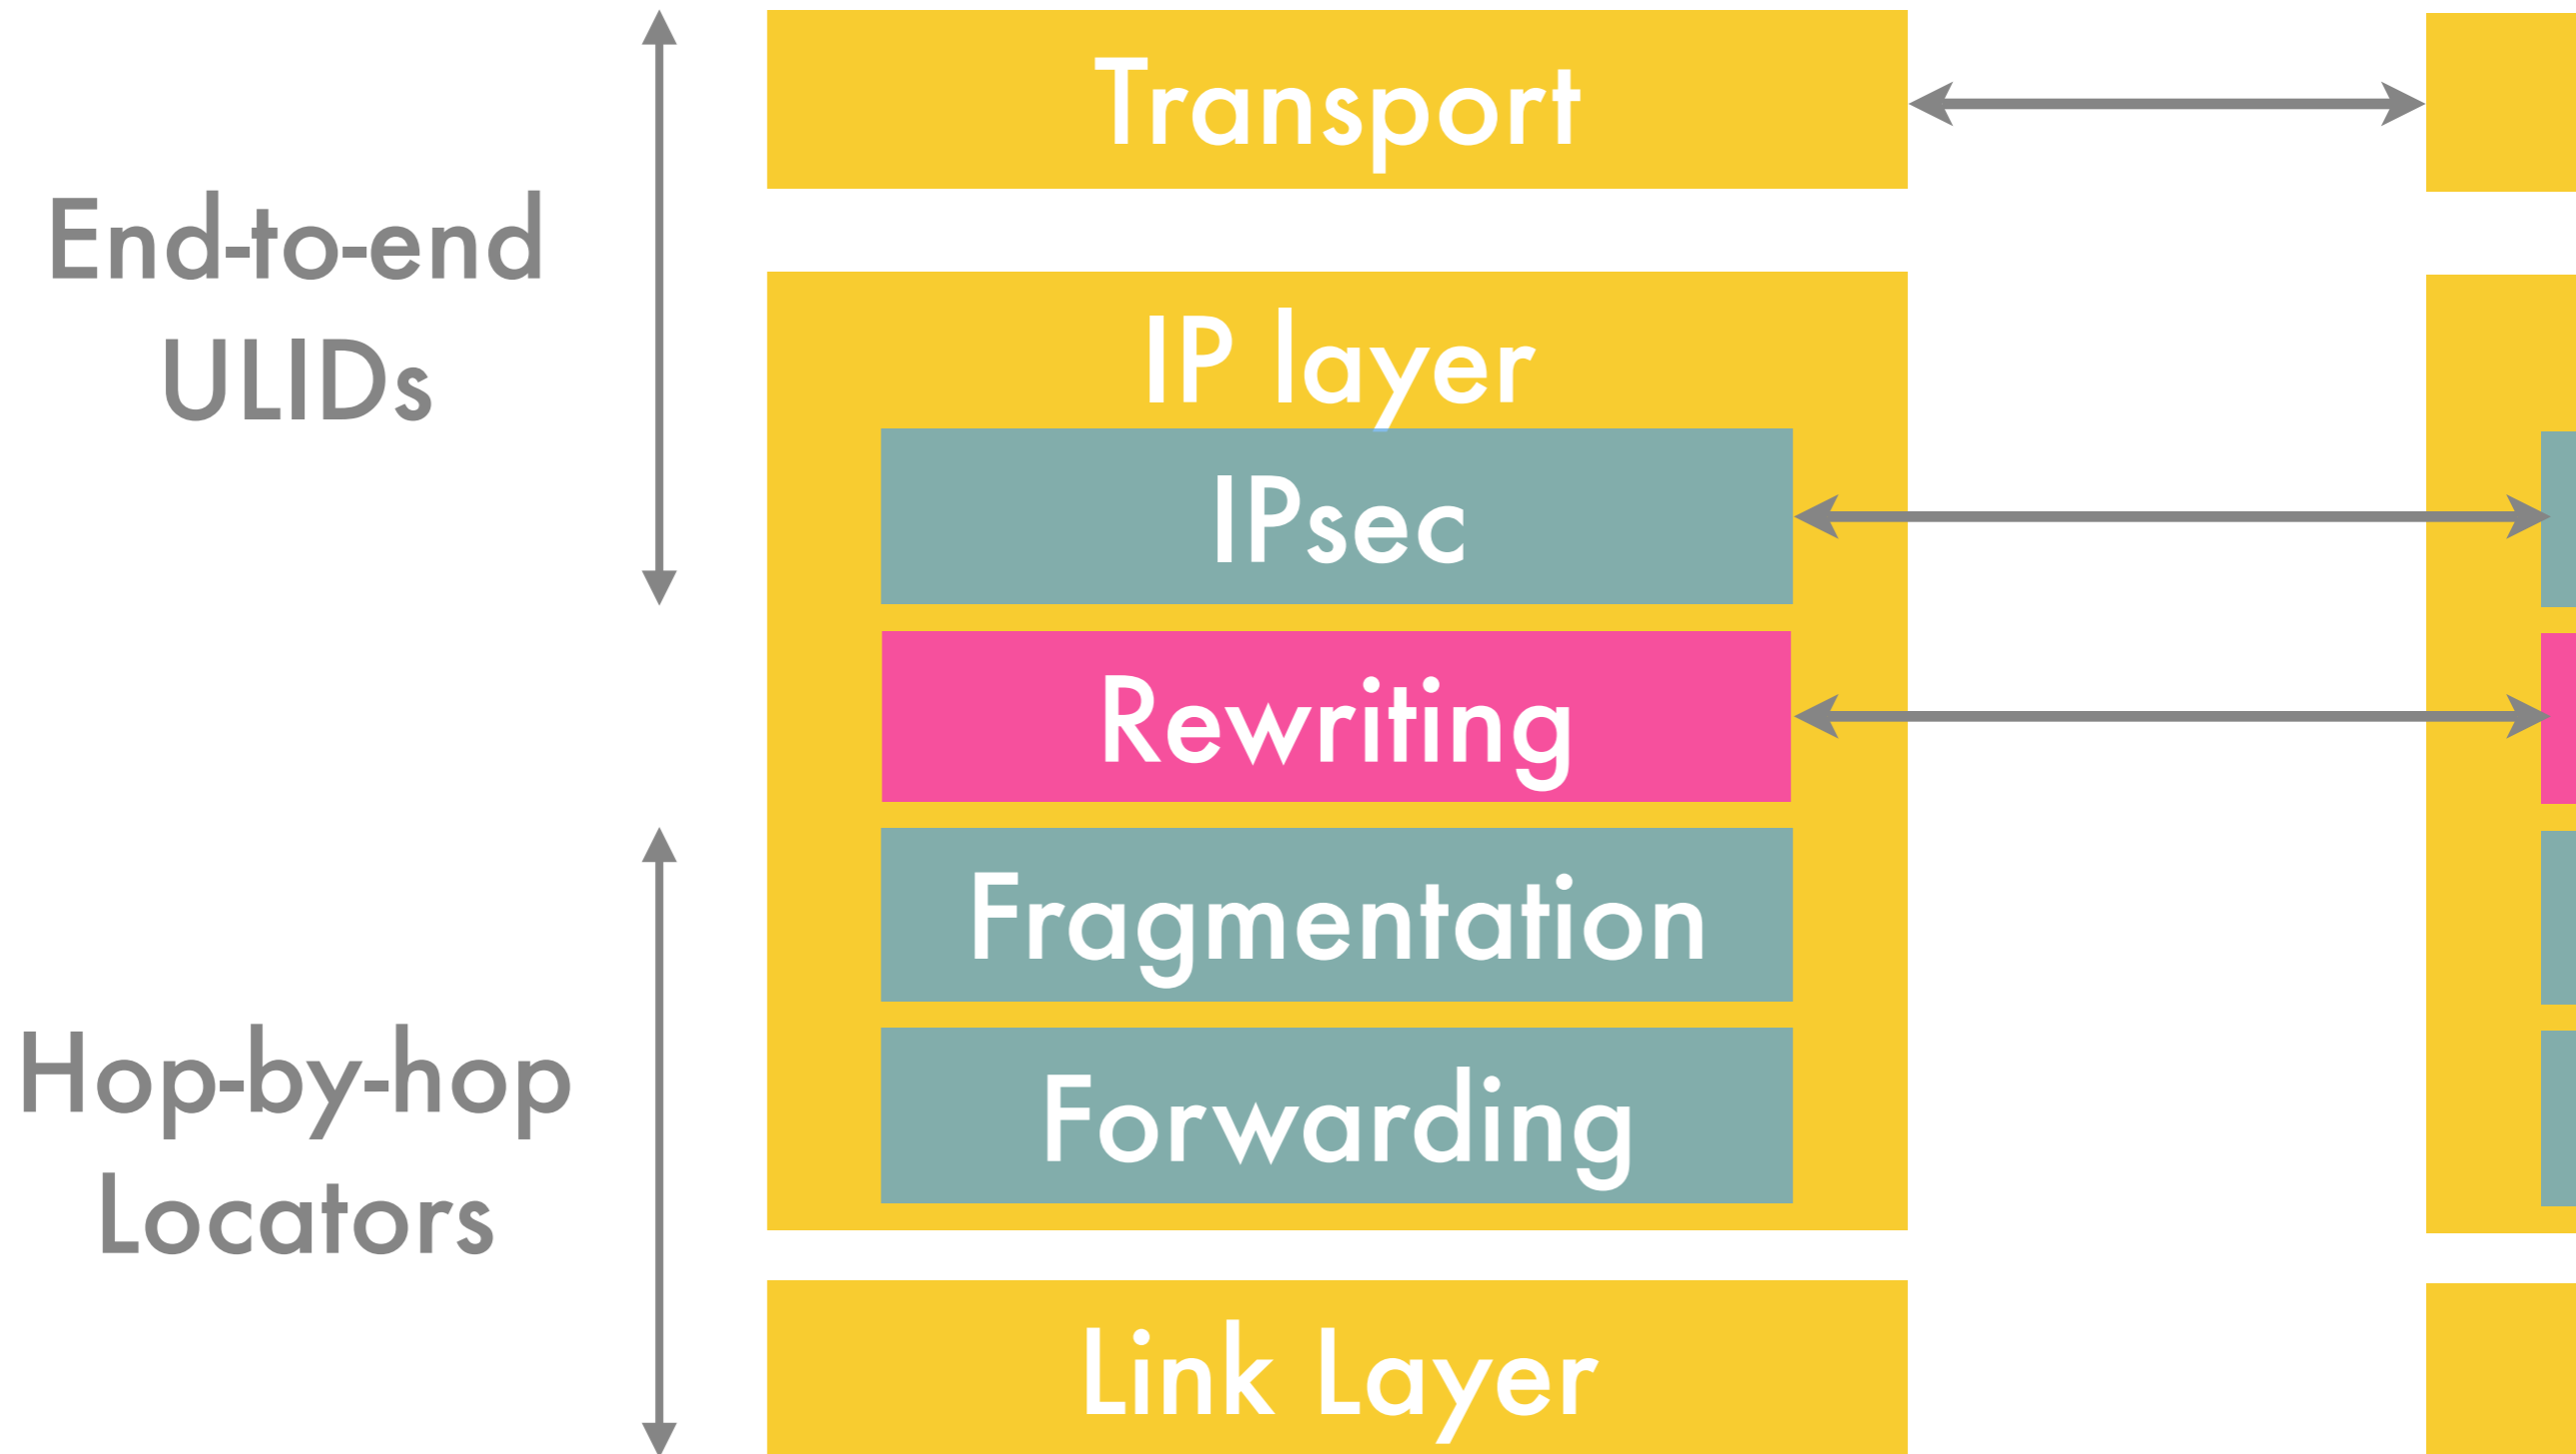 Transport
End-to-end
ULIDs
IP layer
IPsec
Rewriting
Fragmentation
Hop-by-hop
Locators
Forwarding
Link Layer